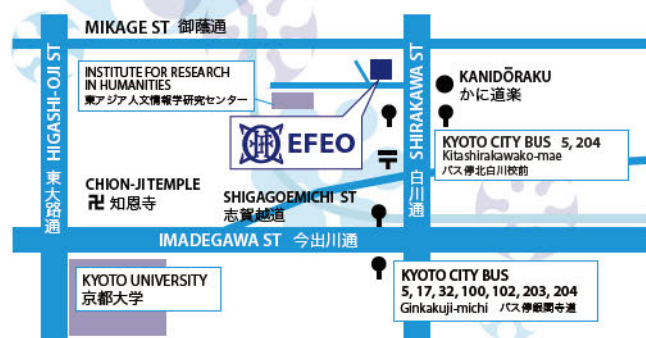 MIKAGE ST 御蔭通
HIGASHI-OJI ST 東大路通
INSTITUTE FOR RESEARCH
IN HUMANITIES
東アジア人文情報学研究センター
EFEO
SHIRAKAWA ST 白川通
KANIDŌRAKU
かに道楽
KYOTO CITY BUS 5, 204
Kitashirakawako-mae
バス停北白川校前
CHION-JI TEMPLE
卍 知恩寺
SHIGAGOEMICHI ST
志賀越道
〒
IMADEGAWA ST 今出川通
KYOTO UNIVERSITY
京都大学
KYOTO CITY BUS
5, 17, 32, 100, 102, 203, 204
Ginkakuji-michi バス停銀閣寺道